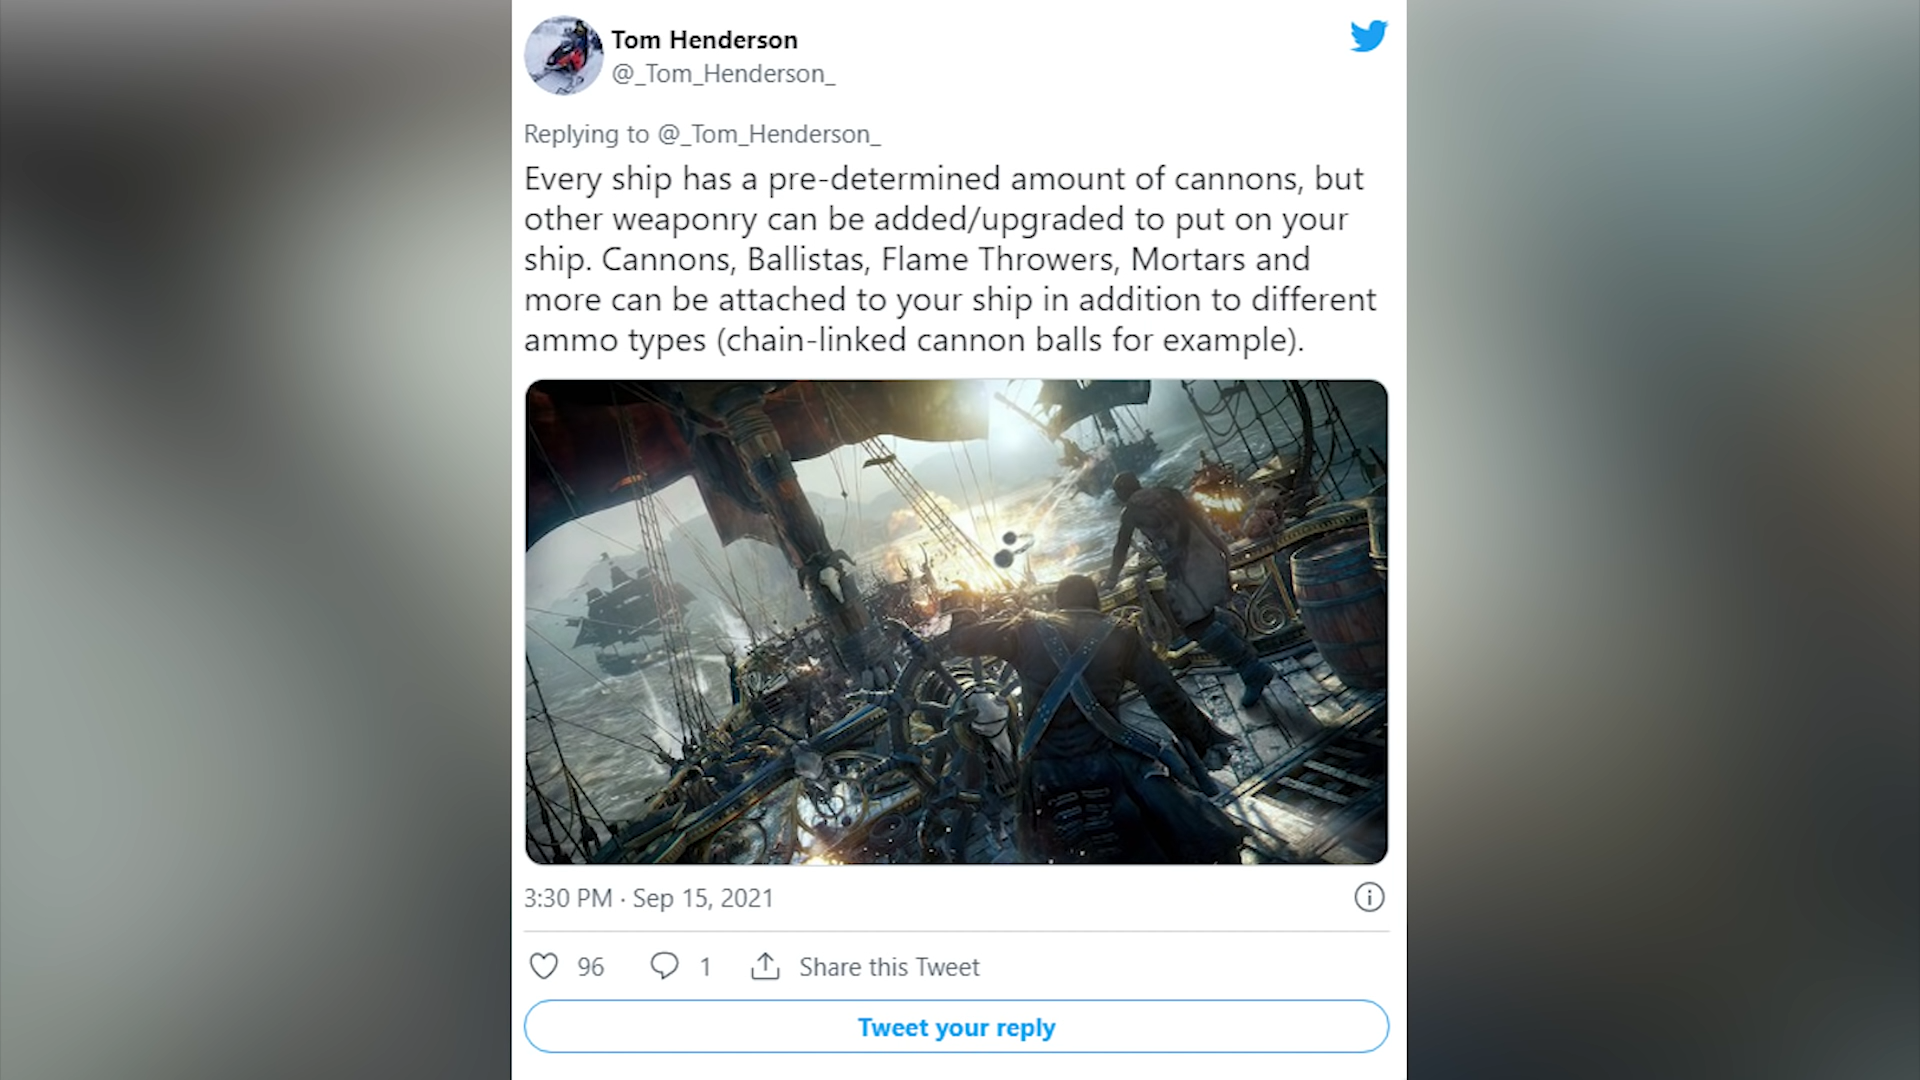 Tom Henderson
@_Tom_Henderson_
Replying to @_Tom_Henderson_
Every ship has a pre-determined amount of cannons, but
other weaponry can be added/upgraded to put on your
ship. Cannons, Ballistas, Flame Throwers, Mortars and
more can be attached to your ship in addition to different
ammo types (chain-linked cannon balls for example).
3:30 PM · Sep 15, 2021
96 1 Share this Tweet
Tweet your reply